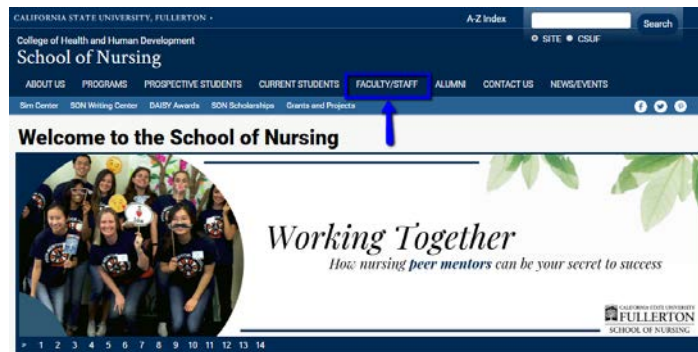 CALIFORNIA STATE UNIVERSITY, FULLERTON
A-Z Index
Search
SITE CSUF
College of Health and Human Development
School of Nursing
ABOUT US PROGRAMS PROSPECTIVE STUDENTS CURRENT STUDENTS FACULTY/STAFF ALUMNI CONTACT US NEWS/EVENTS
Sim Center SON Writing Center DAISY Awards SON Scholarships Grants and Projects
Welcome to the School of Nursing
Working Together
How nursing peer mentors can be your secret to success
CALIFORNIA STATE UNIVERSITY
FULLERTON
SCHOOL OF NURSING
1 2 3 4 5 6 7 8 9 10 11 12 13 14